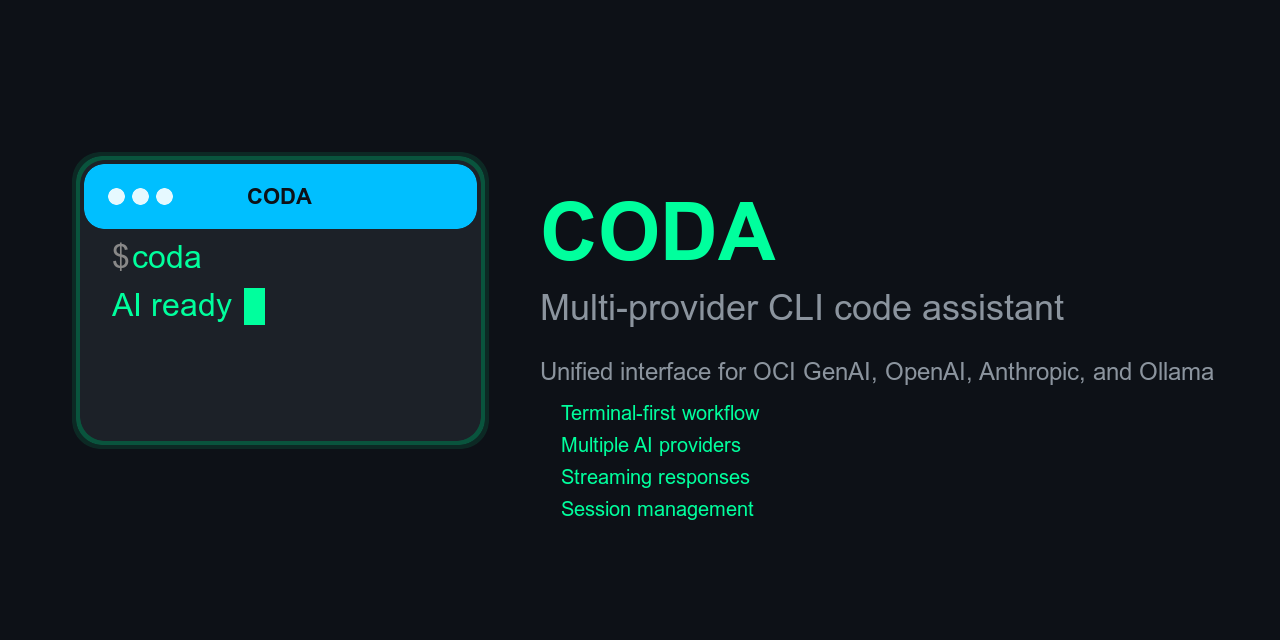 CODA
$coda
AI ready
CODA
Multi-provider CLI code assistant
Unified interface for OCI GenAI, OpenAI, Anthropic, and Ollama
Terminal-first workflow
Multiple AI providers
Streaming responses
Session management